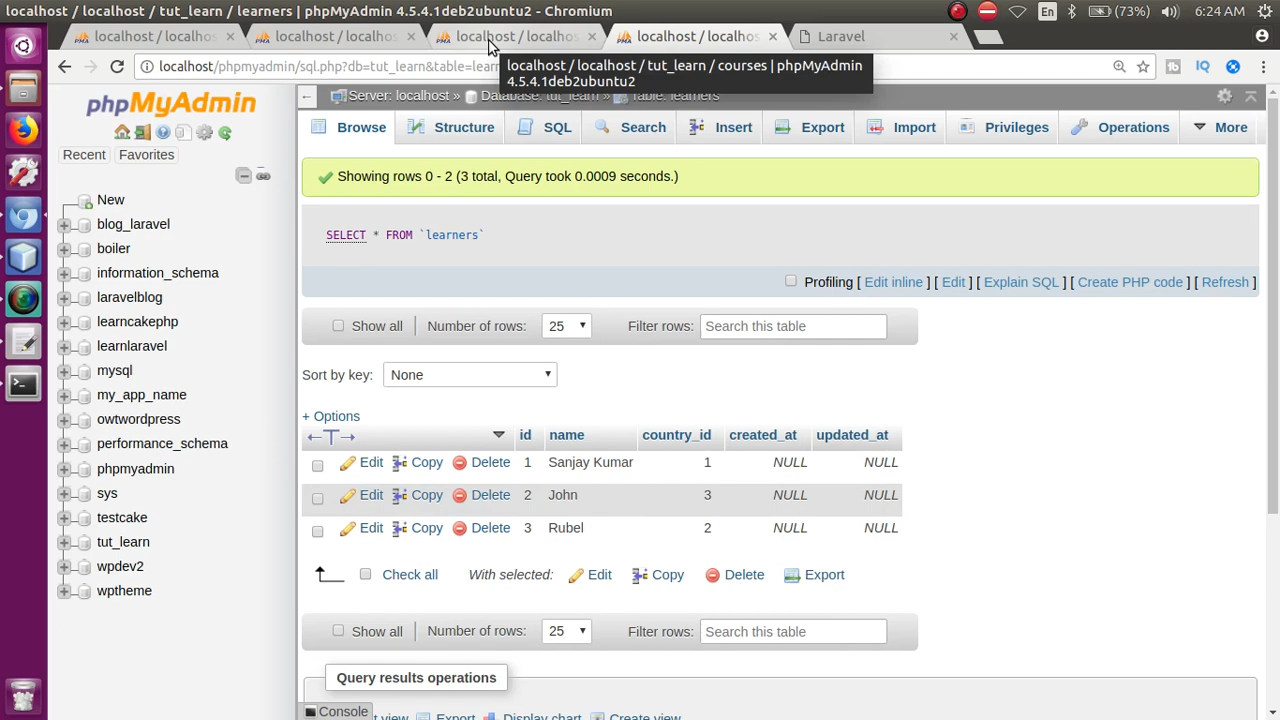 localhost / localhost / tut_learn / learners | phpMyAdmin 4.5.4.1deb2ubuntu2 - Chromium
En (73%) 6:24 AM
localhost / localhos
localhost / localhos
localhost / localhos
localhost / localhos
Laravel
localhost/phpmyadmin/sql.php?db=tut_learn&table=lear
localhost / localhost / tut_learn / courses | phpMyAdmin
4.5.4.1deb2ubuntu2
phpMyAdmin
Recent Favorites
New
blog_laravel
boiler
information_schema
laravelblog
learncakephp
learnlaravel
mysql
my_app_name
owtwordpress
performance_schema
phpmyadmin
sys
testcake
tut_learn
wpdev2
wptheme
Server: localhost » Database: tut_learn » Table: learners
Browse Structure SQL Search Insert Export Import Privileges Operations More
Showing rows 0 - 2 (3 total, Query took 0.0009 seconds.)
SELECT * FROM `learners`
Profiling [ Edit inline ] [ Edit ] [ Explain SQL ] [ Create PHP code ] [ Refresh ]
Show all Number of rows: 25 Filter rows: Search this table
Sort by key: None
+ Options
id name country_id created_at updated_at
Edit Copy Delete 1 Sanjay Kumar 1 NULL NULL
Edit Copy Delete 2 John 3 NULL NULL
Edit Copy Delete 3 Rubel 2 NULL NULL
Check all With selected: Edit Copy Delete Export
Show all Number of rows: 25 Filter rows: Search this table
Query results operations
Console
t view Export Display chart Create view